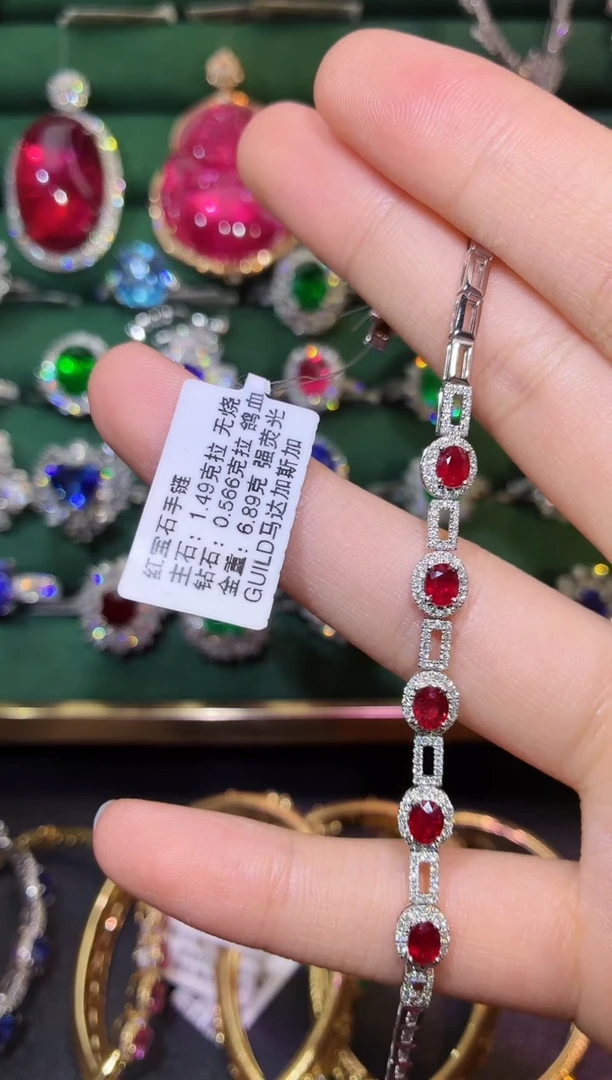 红宝石手链
主石：1.49克拉 无烧
钻石：0.566克拉 鸽血
金重：6.89克 强荧光
GUILD马达加斯加